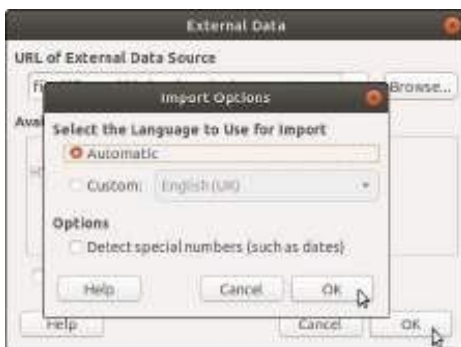 External Data
URL of External Data Source
Browse...
Import Options
Select the Language to Use for Import
Automatic
Custom: English (UK)
Options
Detect special numbers (such as dates)
Help Cancel OK
Help Cancel OK